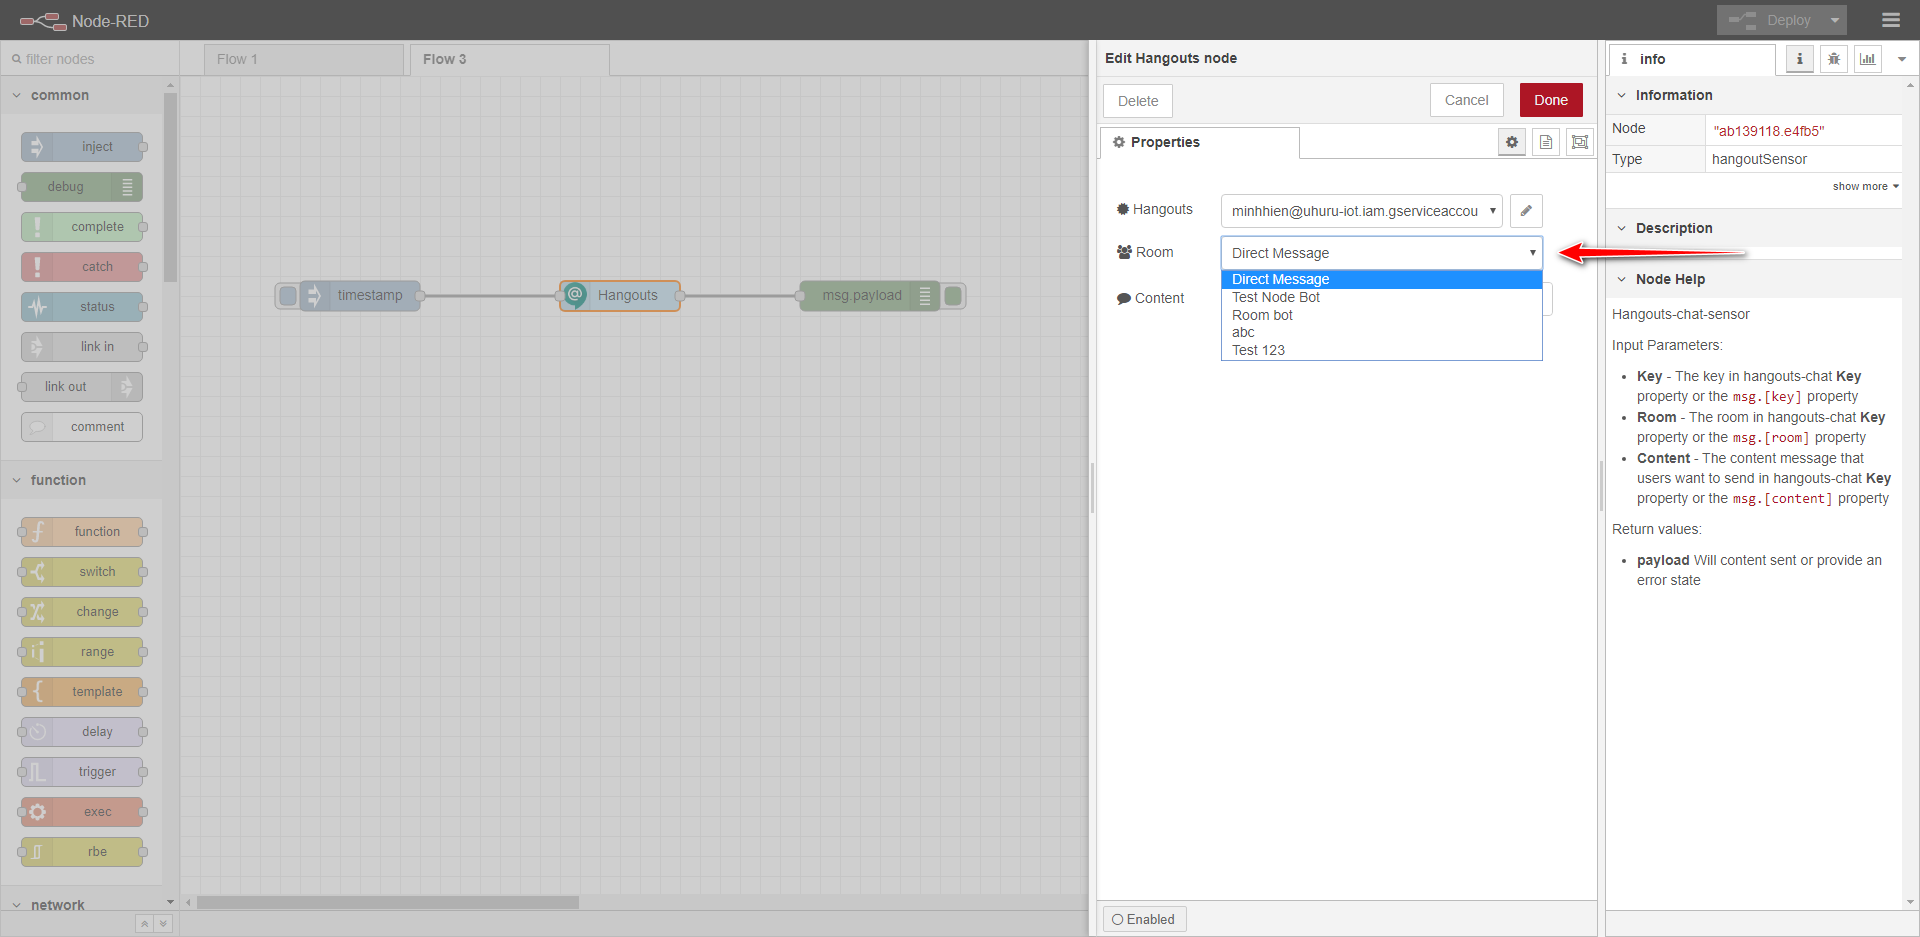 Node-RED
Deploy
filter nodes
Flow 1
Flow 3
common
inject
debug
complete
catch
status
link in
link out
comment
function
function
switch
change
range
template
delay
trigger
exec
rbe
network
timestamp
Hangouts
msg.payload
Edit Hangouts node
Delete
Cancel
Done
Properties
Hangouts
minhhien@uhuru-iot.iam.gserviceaccou
Room
Direct Message
Direct Message
Test Node Bot
Room bot
abc
Test 123
Content
Enabled
info
Information
Node "ab139118.e4fb5"
Type hangoutSensor
show more
Description
Node Help
Hangouts-chat-sensor
Input Parameters:
Key - The key in hangouts-chat Key
property or the msg.[key] property
Room - The room in hangouts-chat Key
property or the msg.[room] property
Content - The content message that
users want to send in hangouts-chat Key
property or the msg.[content] property
Return values:
payload Will content sent or provide an
error state